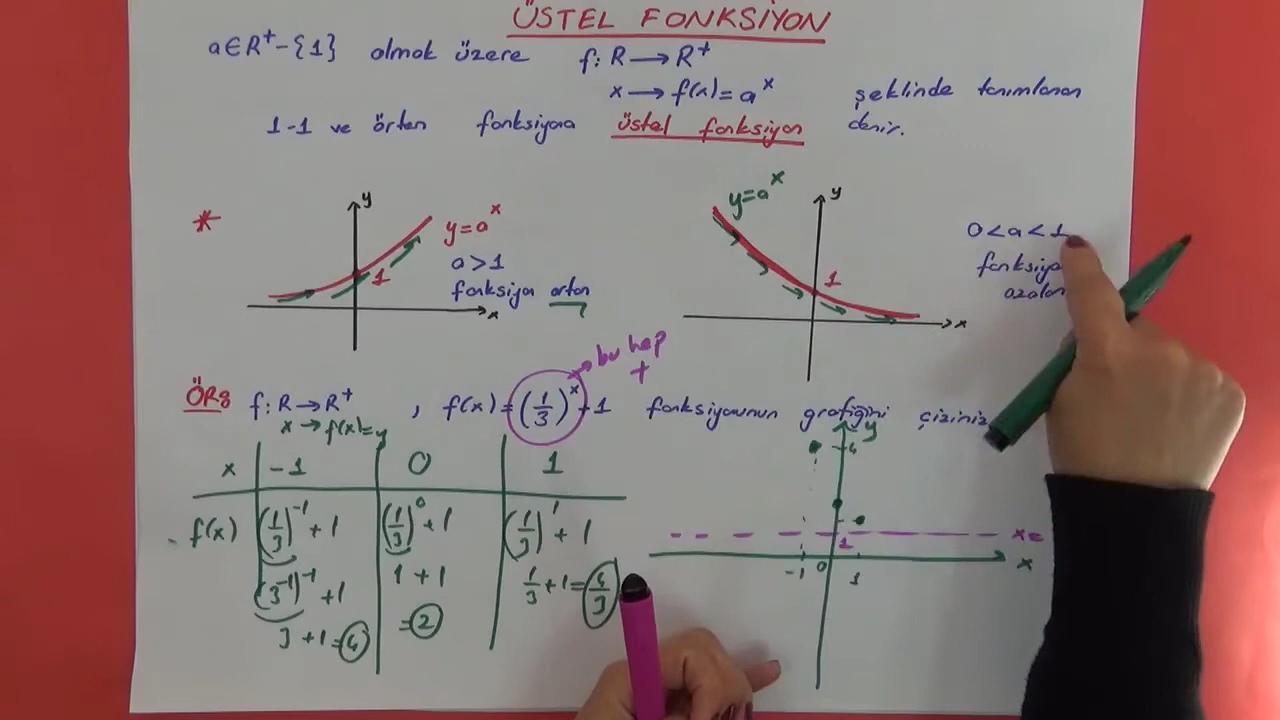 ÜSTEL FONKSİYON
a∈R⁺-{1} olmak üzere f: R → R⁺
x → f(x) = aˣ şeklinde tanımlanan
1-1 ve örten fonksiyona üstel fonksiyon denir.
*
y
y=aˣ
a>1
fonksiyon artan
1
x
y=aˣ
y
1
x
0<a<1
fonksiyo
azalan
bu hep
+
ÖRS f: R→R⁺, f(x)=(1/3)ˣ+1 fonksiyonunun grafiğini çiziniz
x → f(x)=y
x -1 0 1
f(x) (1/3)⁻¹+1 (1/3)⁰+1 (1/3)¹+1
(3⁻¹)⁻¹+1 1+1 1/3+1=4/3
3+1=4 =2
y
4
1
x=
-1 0 1 x